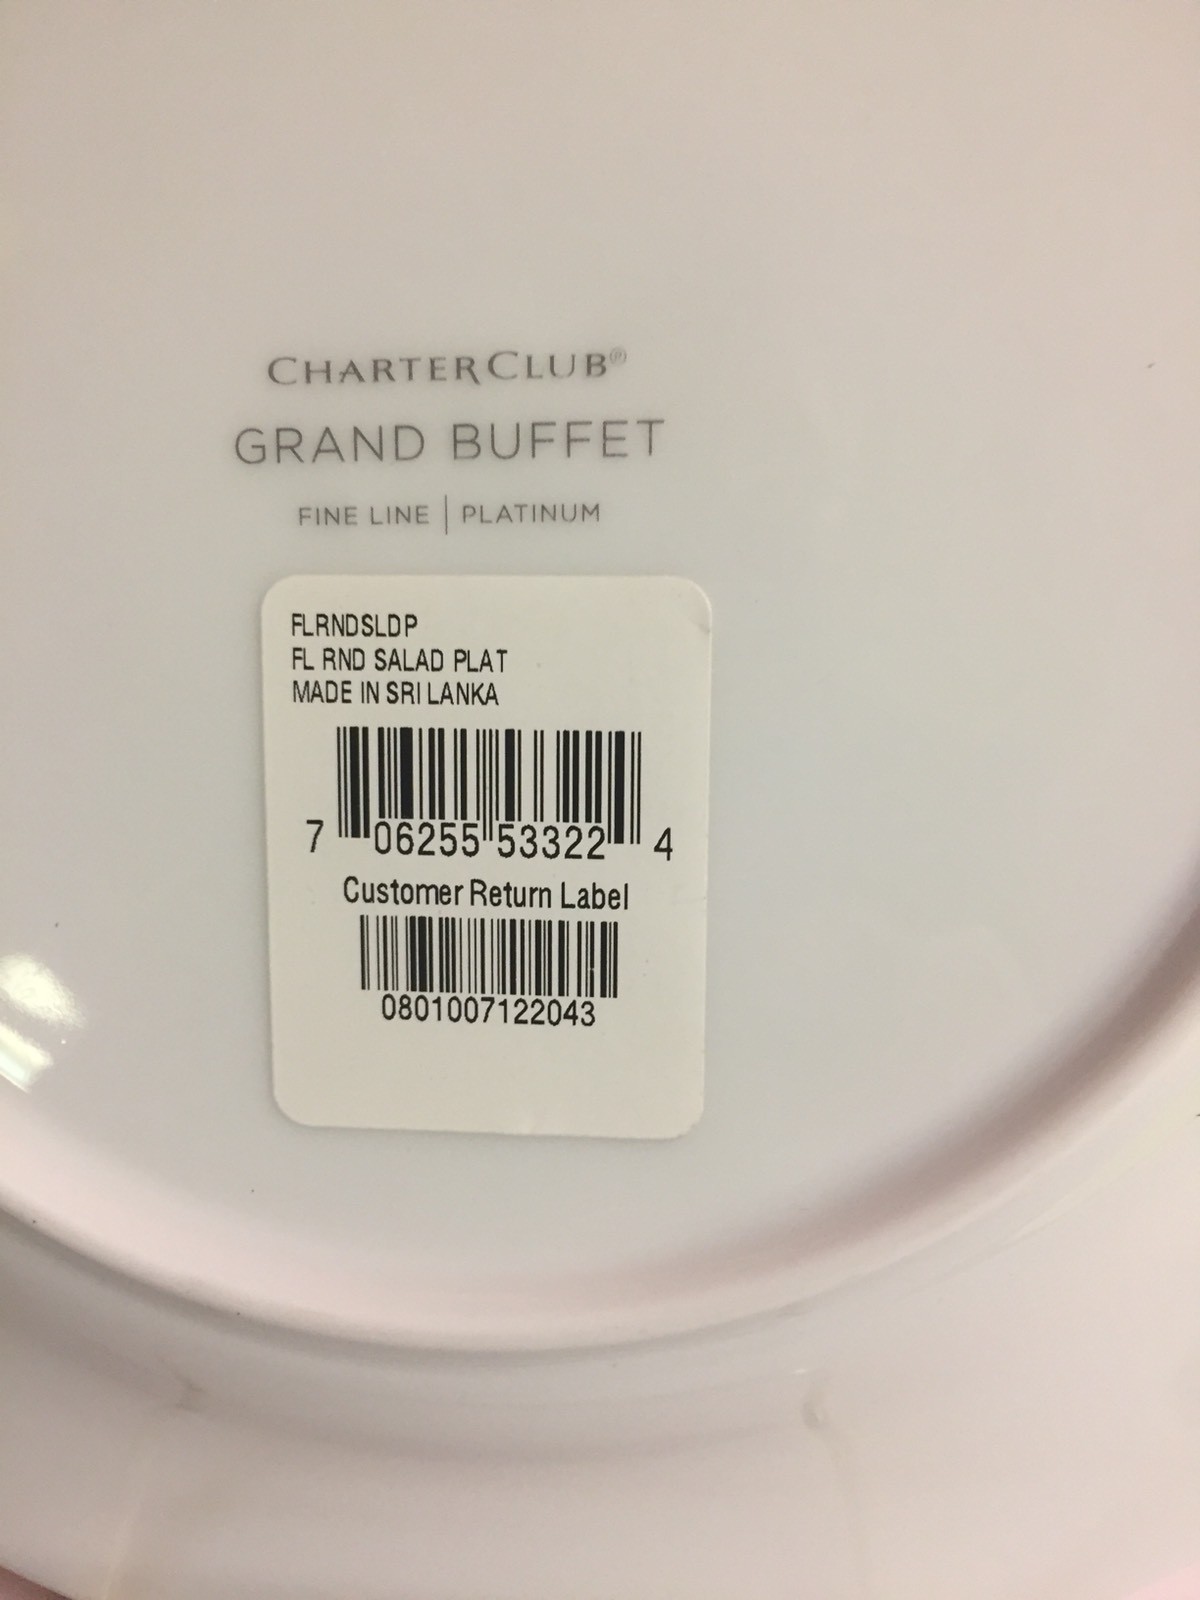 CHARTERCLUB®
GRAND BUFFET
FINE LINE | PLATINUM
FLRNDSLDP
FL RND SALAD PLAT
MADE IN SRI LANKA
7 06255 53322 4
Customer Return Label
0801007122043